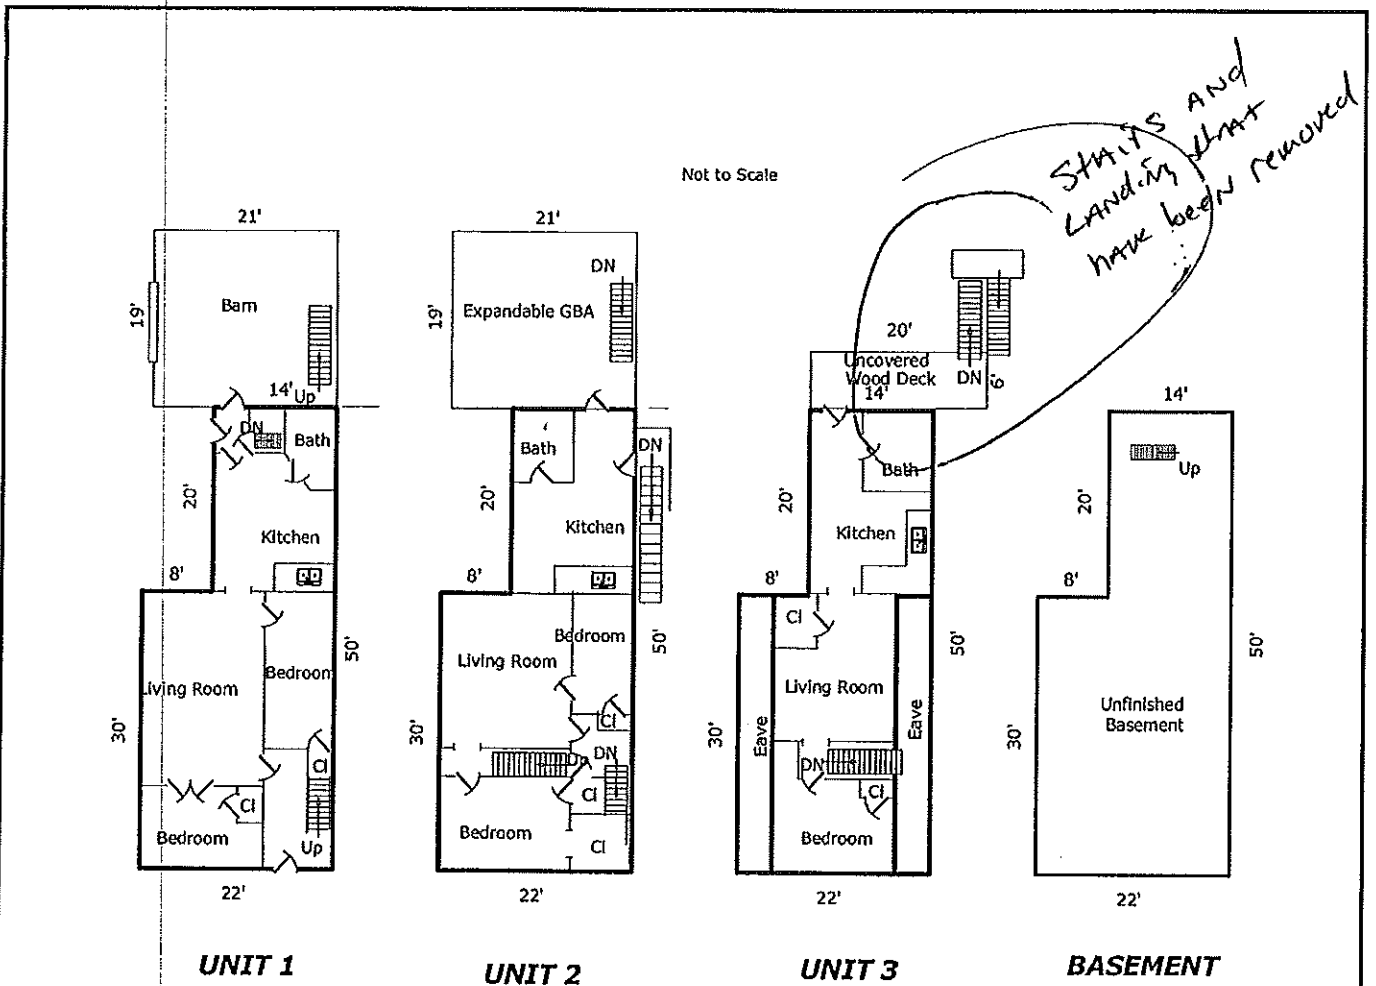 Stairs AND
LANding that
have been removed
Not to Scale
21'
19'
Barn
14'
Up
DN
Bath
20'
Kitchen
8'
Living Room
Bedroom
50'
30'
Cl
Cl
Bedroom
Up
22'
UNIT 1
21'
DN
19'
Expandable GBA
Bath
DN
20'
Kitchen
8'
Bedroom
Living Room
50'
Cl
30'
DN
Cl
Bedroom
Cl
22'
UNIT 2
20'
Uncovered
Wood Deck
DN
6'
14'
Bath
20'
Kitchen
8'
Cl
50'
Living Room
30'
Eave
Eave
DN
Cl
Bedroom
22'
UNIT 3
14'
Up
20'
8'
50'
Unfinished
Basement
30'
22'
BASEMENT